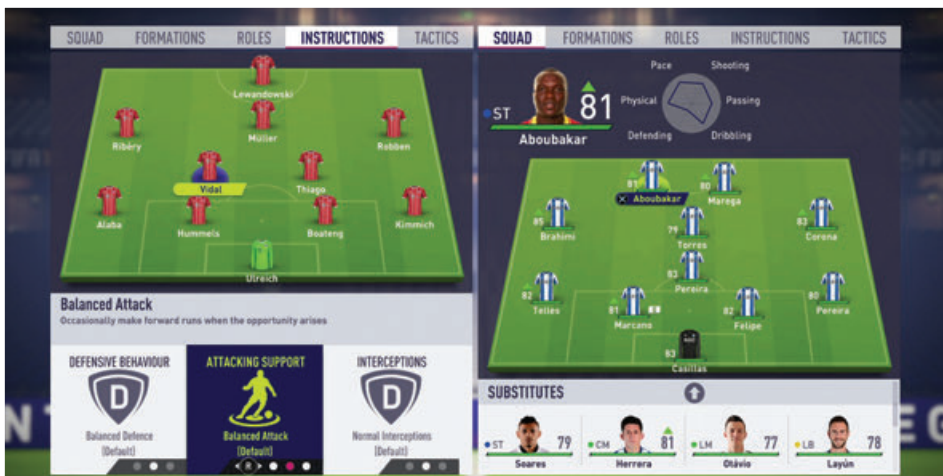 SQUAD FORMATIONS ROLES INSTRUCTIONS TACTICS
Lewandowski
Müller
Ribéry
Robben
Vidal
Thiago
Alaba
Hummels
Boateng
Kimmich
Ulreich
Balanced Attack
Occasionally make forward runs when the opportunity arises
DEFENSIVE BEHAVIOUR
D
Balanced Defence
(Default)
ATTACKING SUPPORT
Balanced Attack
(Default)
R
INTERCEPTIONS
D
Normal Interceptions
(Default)
SQUAD FORMATIONS ROLES INSTRUCTIONS TACTICS
ST
81
Aboubakar
Pace
Shooting
Physical
Passing
Defending
Dribbling
81
Aboubakar
80
Marega
85
Brahimi
79
Torres
83
Corona
83
Pereira
82
Telles
81
Marcano
82
Felipe
80
Pereira
83
Casillas
SUBSTITUTES
ST 79
Soares
CM 81
Herrera
LM 77
Otávio
LB 78
Layún